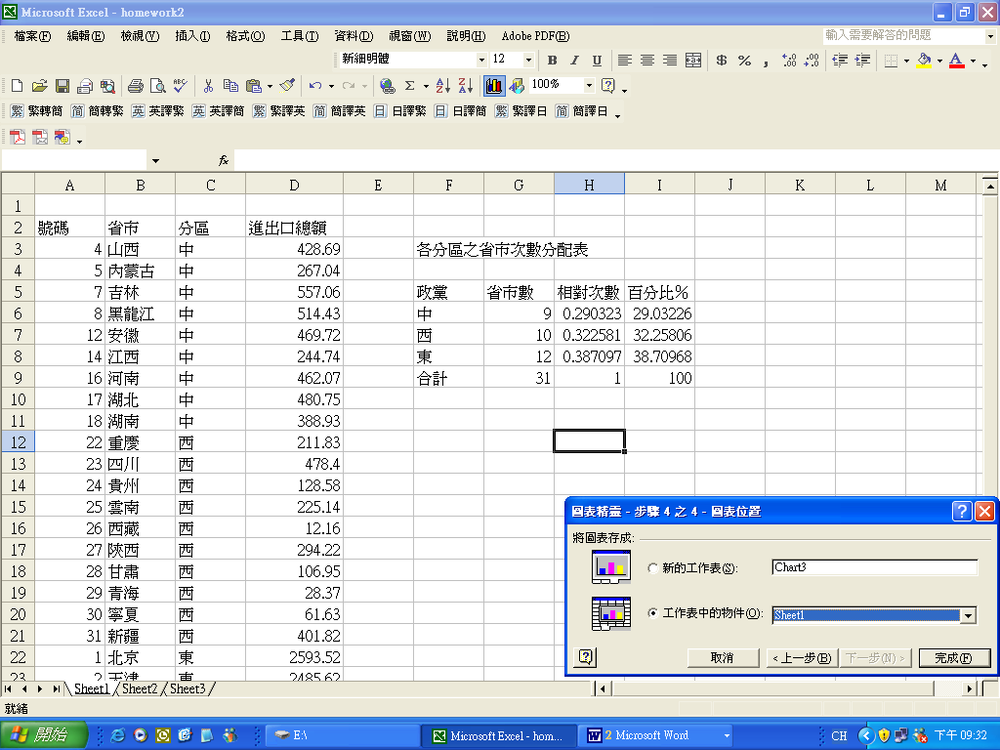 Microsoft Excel - homework2
檔案(F) 編輯(E) 檢視(V) 插入(I) 格式(O) 工具(T) 資料(D) 視窗(W) 說明(H) Adobe PDF(B) 輸入需要解答的問題
新細明體 12 B I U $ % ,
Σ 100%
繁 繁轉簡 簡 簡轉繁 英 英譯繁 英 英譯簡 繁 繁譯英 簡 簡譯英 日 日譯繁 日 日譯簡 繁 繁譯日 簡 簡譯日
fx
A B C D E F G H I J K L M
1
2 號碼 省市 分區 進出口總額
3 4 山西 中 428.69 各分區之省市次數分配表
4 5 內蒙古 中 267.04
5 7 吉林 中 557.06 政黨 省市數 相對次數 百分比%
6 8 黑龍江 中 514.43 中 9 0.290323 29.03226
7 12 安徽 中 469.72 西 10 0.322581 32.25806
8 14 江西 中 244.74 東 12 0.387097 38.70968
9 16 河南 中 462.07 合計 31 1 100
10 17 湖北 中 480.75
11 18 湖南 中 388.93
12 22 重慶 西 211.83
13 23 四川 西 478.4
14 24 貴州 西 128.58
15 25 雲南 西 225.14
16 26 西藏 西 12.16
17 27 陝西 西 294.22
18 28 甘肅 西 106.95
19 29 青海 西 28.37
20 30 寧夏 西 61.63
21 31 新疆 西 401.82
22 1 北京 東 2593.52
23 2 天津 東 2485.62
圖表精靈 - 步驟 4 之 4 - 圖表位置
將圖表存成:
新的工作表(S): Chart3
工作表中的物件(O): Sheet1
取消 < 上一步(B) 下一步(N) > 完成(F)
Sheet1 Sheet2 Sheet3
就緒
開始 E:\ Microsoft Excel - hom... 2 Microsoft Word CH 下午 09:32